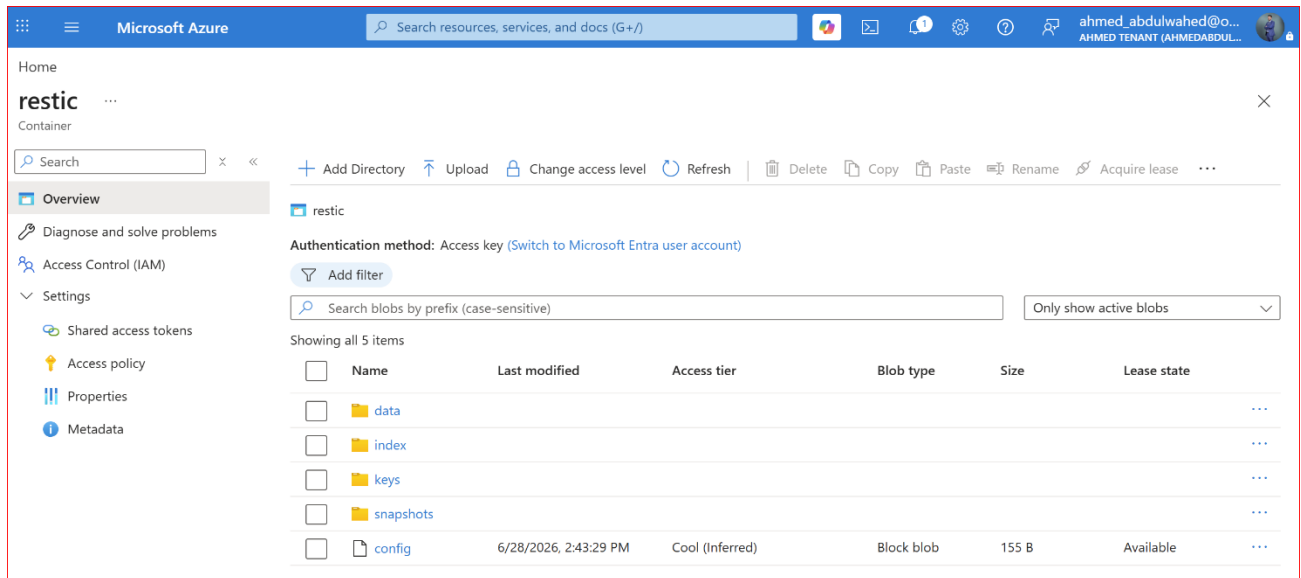 Microsoft Azure
Search resources, services, and docs (G+/)
1
ahmed_abdulwahed@o...
AHMED TENANT (AHMEDABDUL...
Home
restic ...
Container
Search
Add Directory Upload Change access level Refresh Delete Copy Paste Rename Acquire lease ...
Overview
restic
Diagnose and solve problems
Authentication method: Access key (Switch to Microsoft Entra user account)
Access Control (IAM)
Add filter
Settings
Search blobs by prefix (case-sensitive) Only show active blobs
Shared access tokens
Showing all 5 items
Access policy
Name Last modified Access tier Blob type Size Lease state
Properties
data ...
Metadata
index ...
keys ...
snapshots ...
config 6/28/2026, 2:43:29 PM Cool (Inferred) Block blob 155 B Available ...